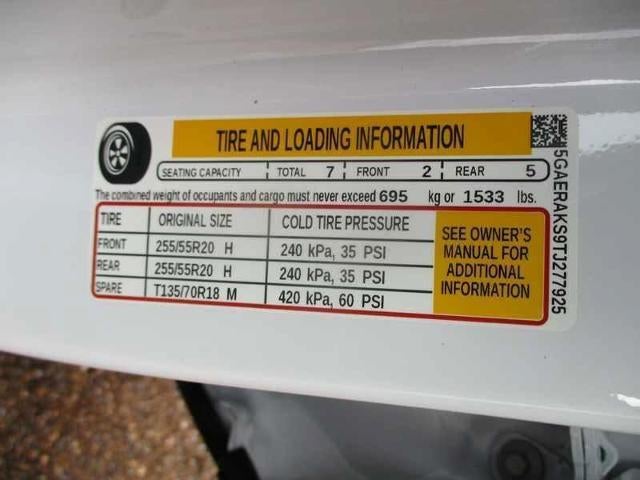 TIRE AND LOADING INFORMATION
SEATING CAPACITY TOTAL 7 FRONT 2 REAR 5
The combined weight of occupants and cargo must never exceed 695 kg or 1533 lbs.
TIRE ORIGINAL SIZE COLD TIRE PRESSURE
FRONT 255/55R20 H 240 kPa, 35 PSI
REAR 255/55R20 H 240 kPa, 35 PSI
SPARE T135/70R18 M 420 kPa, 60 PSI
SEE OWNER'S
MANUAL FOR
ADDITIONAL
INFORMATION
5GAERAKS9TJ277925